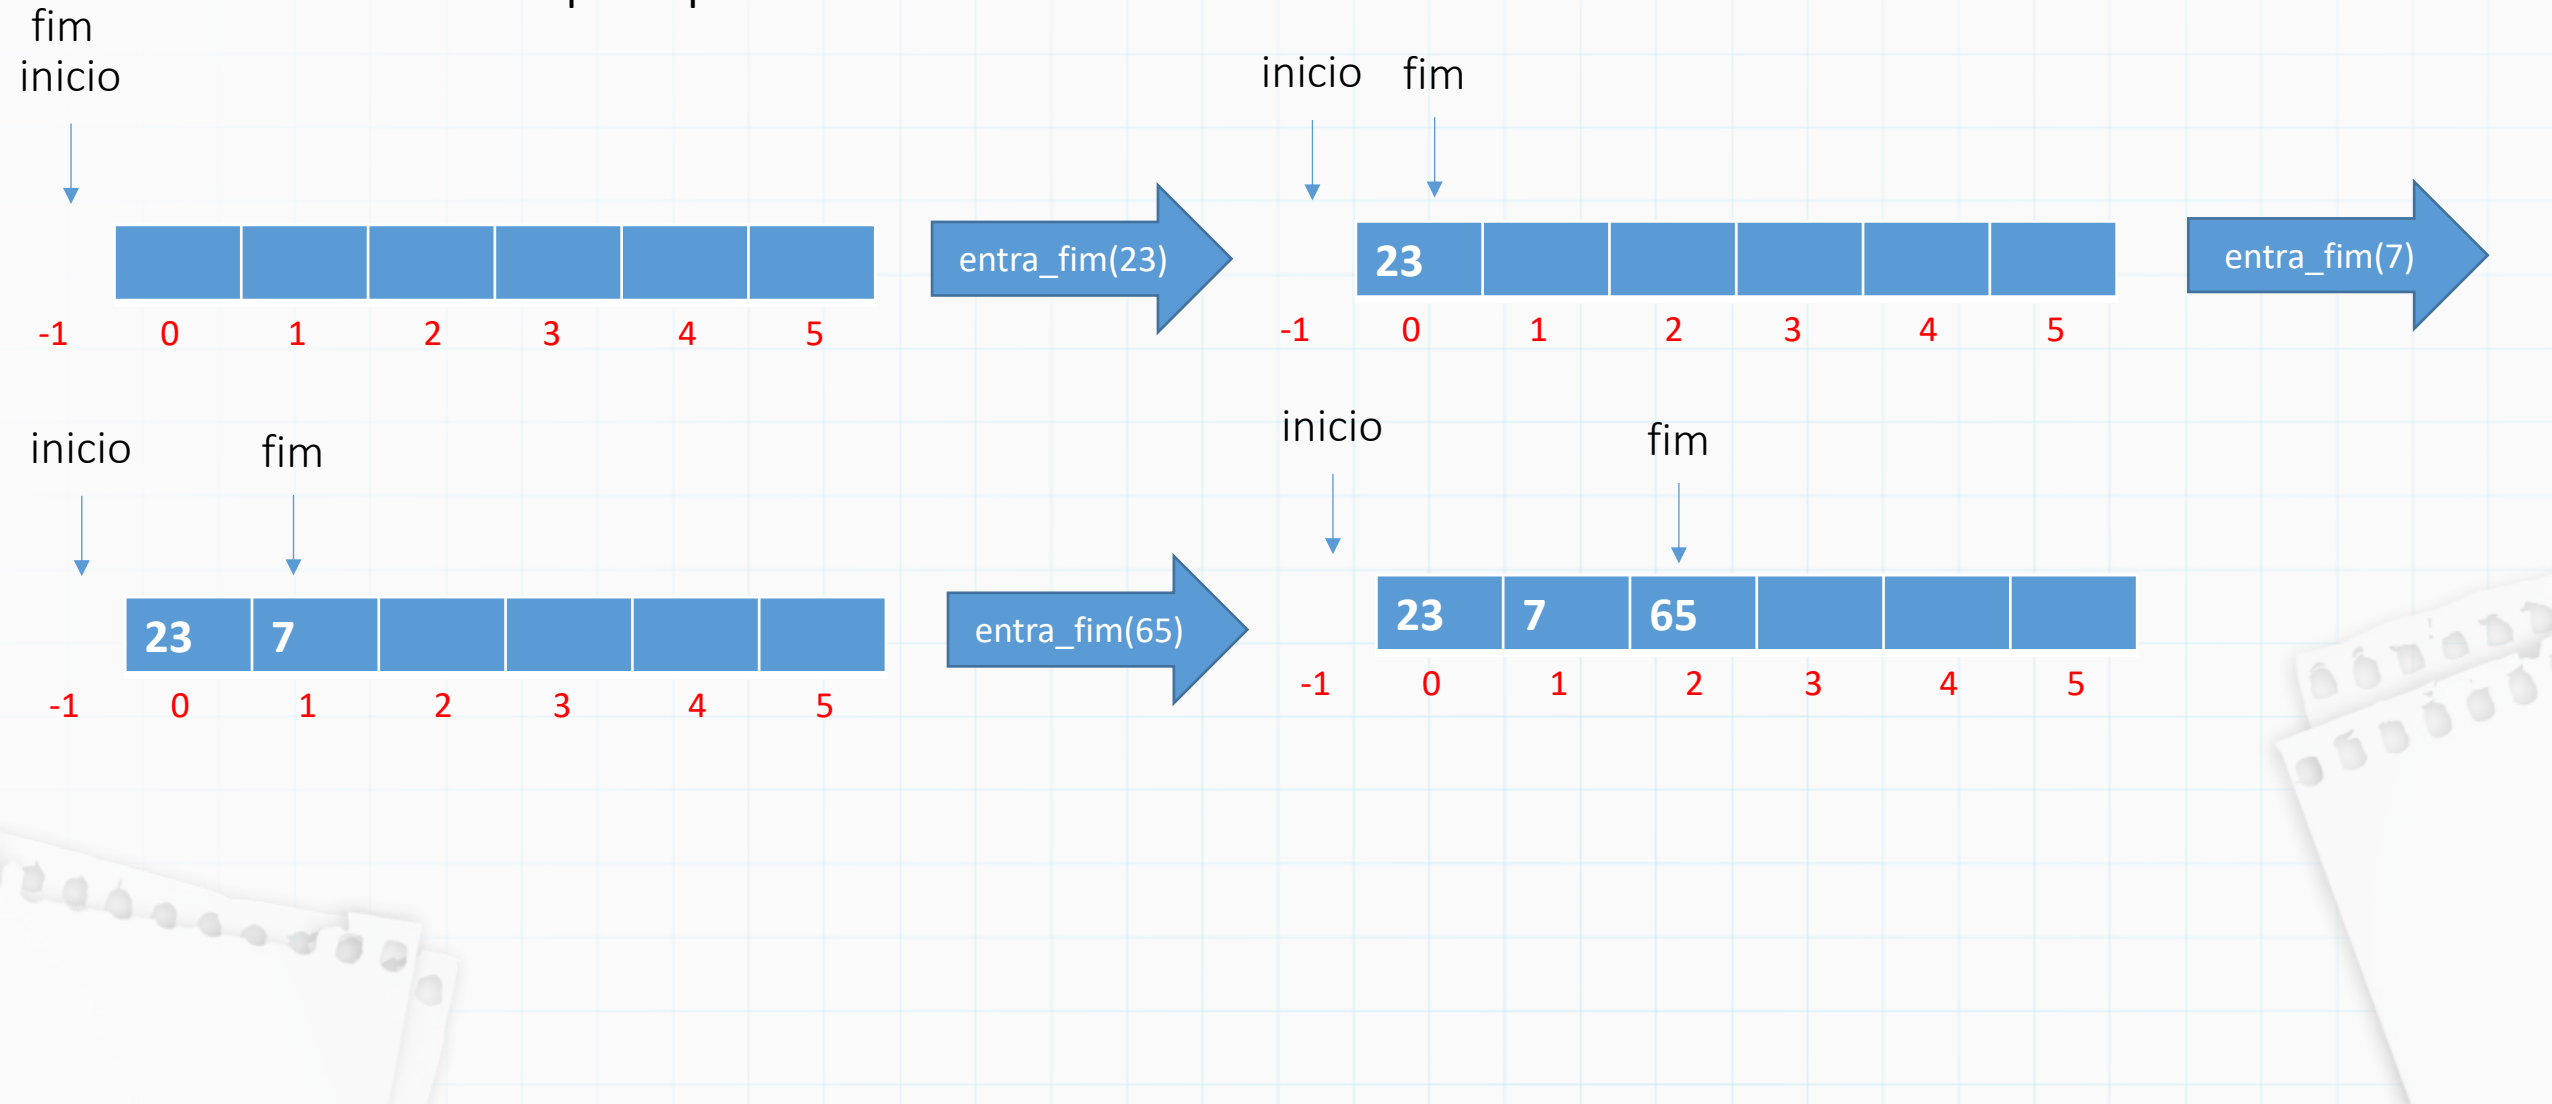 fim
inicio
inicio fim
entra_fim(23)
23
entra_fim(7)
-1 0 1 2 3 4 5
-1 0 1 2 3 4 5
inicio fim
inicio
fim
23 7
entra_fim(65)
23 7 65
-1 0 1 2 3 4 5
-1 0 1 2 3 4 5